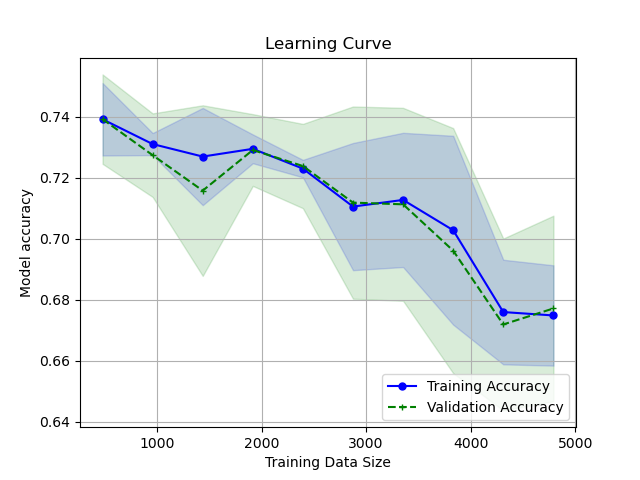 Learning Curve
Model accuracy
0.74
0.72
0.70
0.68
0.66
0.64
Training Accuracy
Validation Accuracy
1000 2000 3000 4000 5000
Training Data Size